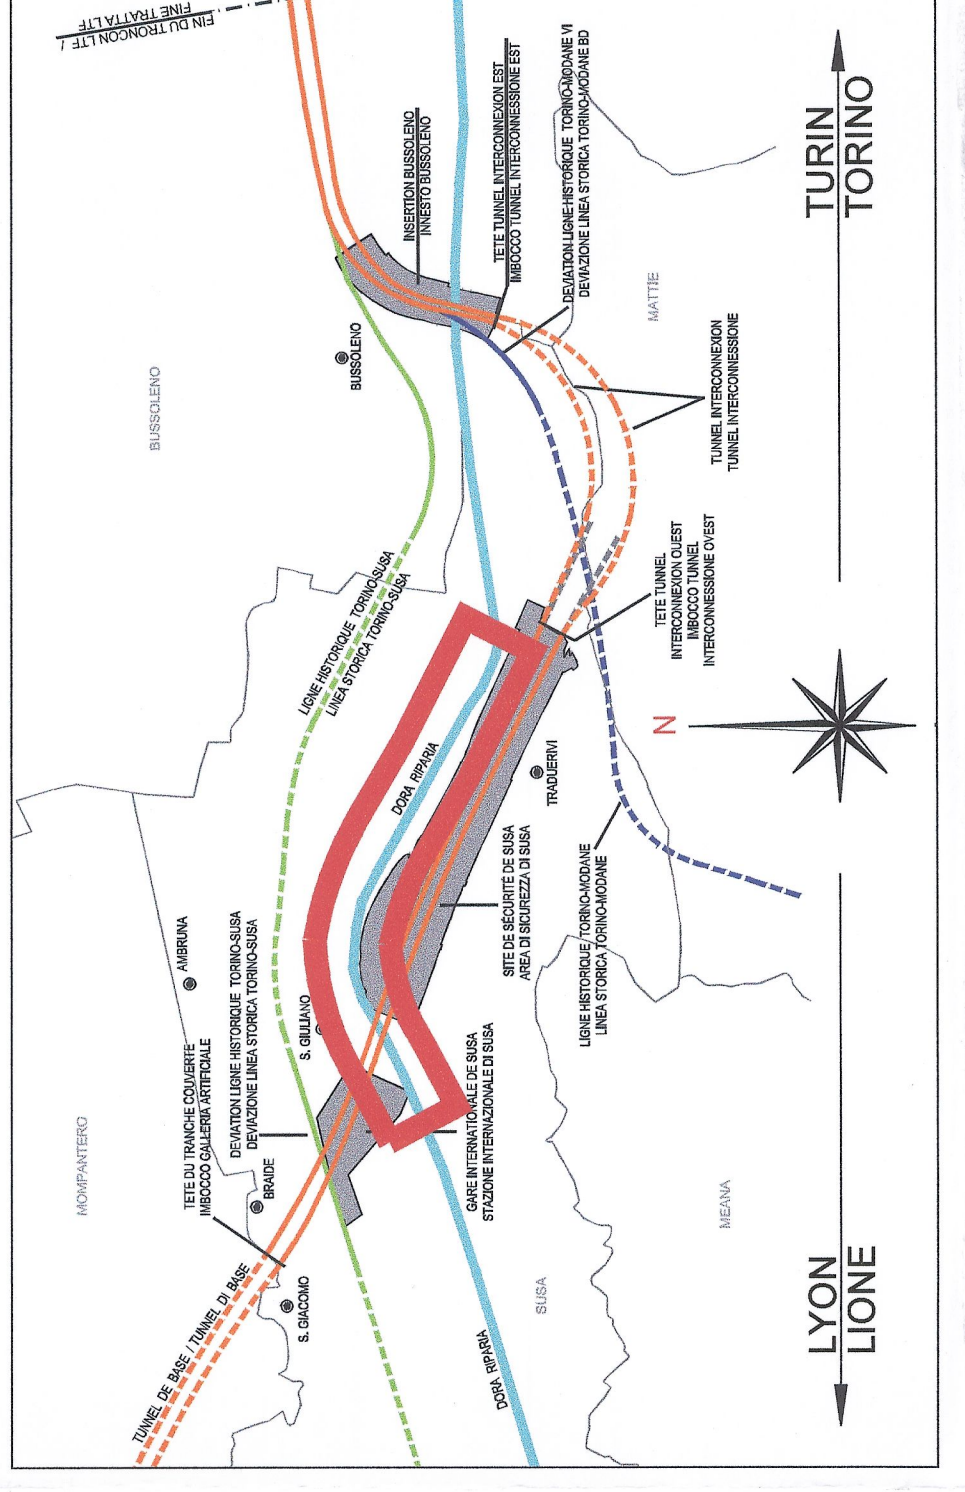 FIN DU TRONCON LTF /
FINE TRATTA LTF
TUNNEL DE BASE / TUNNEL DI BASE
S. GIACOMO
BRAIDE
TETE DU TRANCHE COUVERTE
IMBOCCO GALLERIA ARTIFICIALE
DEVIATION LIGNE HISTORIQUE TORINO-SUSA
DEVIAZIONE LINEA STORICA TORINO-SUSA
MOMPANTERO
AMBRUNA
S. GIULIANO
LIGNE HISTORIQUE TORINO-SUSA
LINEA STORICA TORINO-SUSA
BUSSOLENO
BUSSOLENO
INSERTION BUSSOLENO
INNESTO BUSSOLENO
TETE TUNNEL INTERCONNEXION EST
IMBOCCO TUNNEL INTERCONNESSIONE EST
DEVIATION LIGNE HISTORIQUE TORINO-MODANE VI
DEVIAZIONE LINEA STORICA TORINO-MODANE BD
MATTIE
TUNNEL INTERCONNEXION
TUNNEL INTERCONNESSIONE
TETE TUNNEL
INTERCONNEXION OUEST
IMBOCCO TUNNEL
INTERCONNESSIONE OVEST
DORA RIPARIA
TRADUERIVI
SITE DE SÉCURITÉ DE SUSA
AREA DI SICUREZZA DI SUSA
GARE INTERNATIONALE DE SUSA
STAZIONE INTERNAZIONALE DI SUSA
LIGNE HISTORIQUE TORINO-MODANE
LINEA STORICA TORINO-MODANE
DORA RIPARIA
SUSA
MEANA
N
LYON
LIONE
TURIN
TORINO